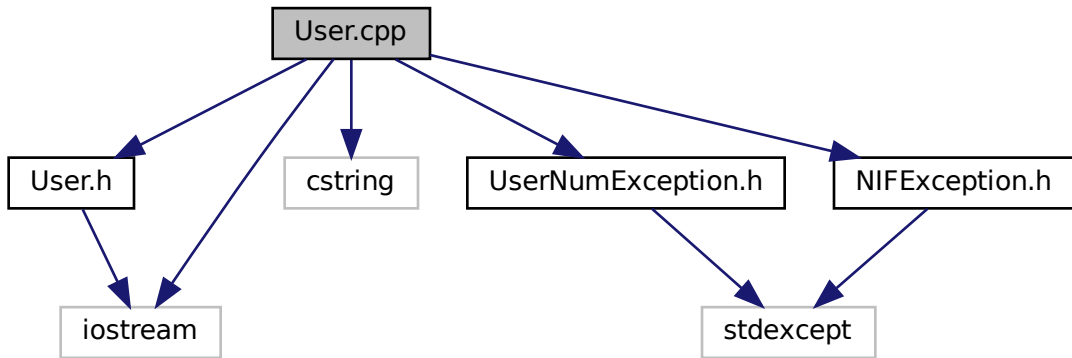 User.cpp
User.h
cstring
UserNumException.h
NIFException.h
iostream
stdexcept